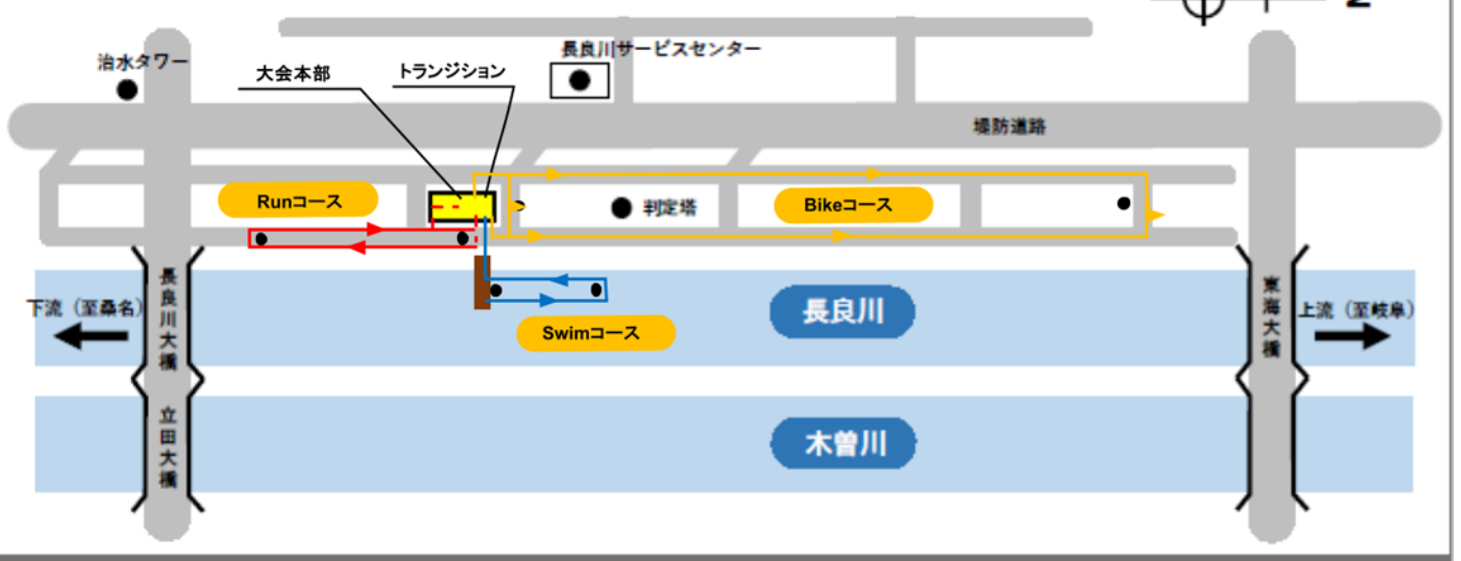 長良川サービスセンター
治水タワー
大会本部
トランジション
堤防道路
Runコース
判定塔
Bikeコース
長良川大橋
下流（至桑名）
Swimコース
長良川
東海大橋
上流（至岐阜）
立田大橋
木曽川